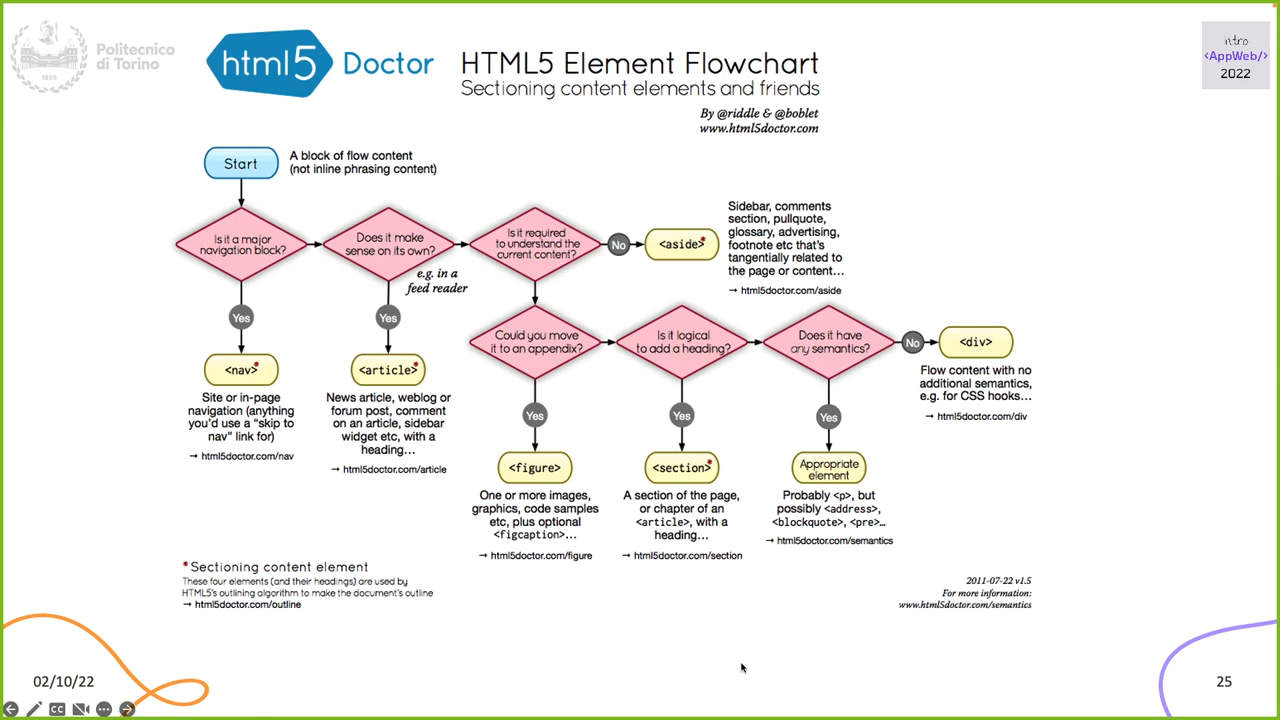 Politecnico
di Torino
1859
html5 Doctor
HTML5 Element Flowchart
Sectioning content elements and friends
By @riddle & @boblet
www.html5doctor.com
intro
<AppWeb/>
2022
Start
A block of flow content
(not inline phrasing content)
Is it a major
navigation block?
Does it make
sense on its own?
e.g. in a
feed reader
Is it required
to understand the
current content?
No
<aside>*
Sidebar, comments
section, pullquote,
glossary, advertising,
footnote etc that's
tangentially related to
the page or content…
→ html5doctor.com/aside
Yes
<nav>*
Site or in-page
navigation (anything
you'd use a “skip to
nav” link for)
→ html5doctor.com/nav
Yes
<article>*
News article, weblog or
forum post, comment
on an article, sidebar
widget etc, with a
heading…
→ html5doctor.com/article
Could you move
it to an appendix?
Is it logical
to add a heading?
Does it have
any semantics?
No
<div>
Flow content with no
additional semantics,
e.g. for CSS hooks…
→ html5doctor.com/div
Yes
<figure>
One or more images,
graphics, code samples
etc, plus optional
<figcaption>…
→ html5doctor.com/figure
Yes
<section>*
A section of the page,
or chapter of an
<article>, with a
heading…
→ html5doctor.com/section
Yes
Appropriate
element
Probably <p>, but
possibly <address>,
<blockquote>, <pre>…
→ html5doctor.com/semantics
*Sectioning content element
These four elements (and their headings) are used by
HTML5's outlining algorithm to make the document's outline
→ html5doctor.com/outline
2011-07-22 v1.5
For more information:
www.html5doctor.com/semantics
02/10/22
25
CC